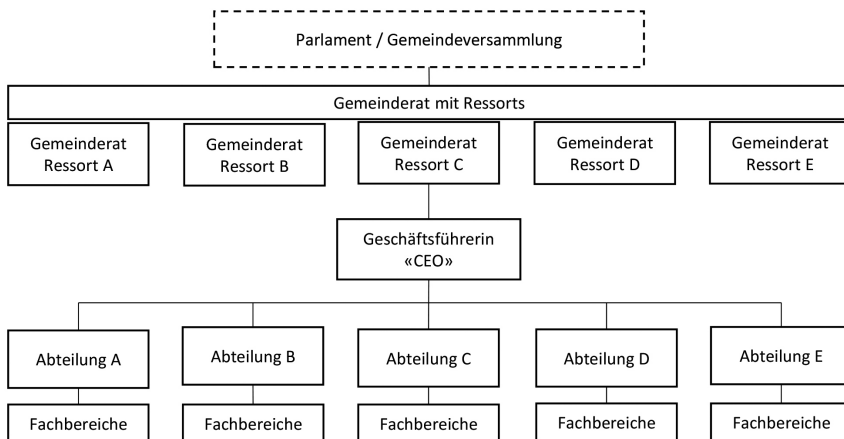 Parlament / Gemeindeversammlung
Gemeinderat mit Ressorts
Gemeinderat
Ressort A
Gemeinderat
Ressort B
Gemeinderat
Ressort C
Gemeinderat
Ressort D
Gemeinderat
Ressort E
Geschäftsführerin
«CEO»
Abteilung A
Abteilung B
Abteilung C
Abteilung D
Abteilung E
Fachbereiche
Fachbereiche
Fachbereiche
Fachbereiche
Fachbereiche